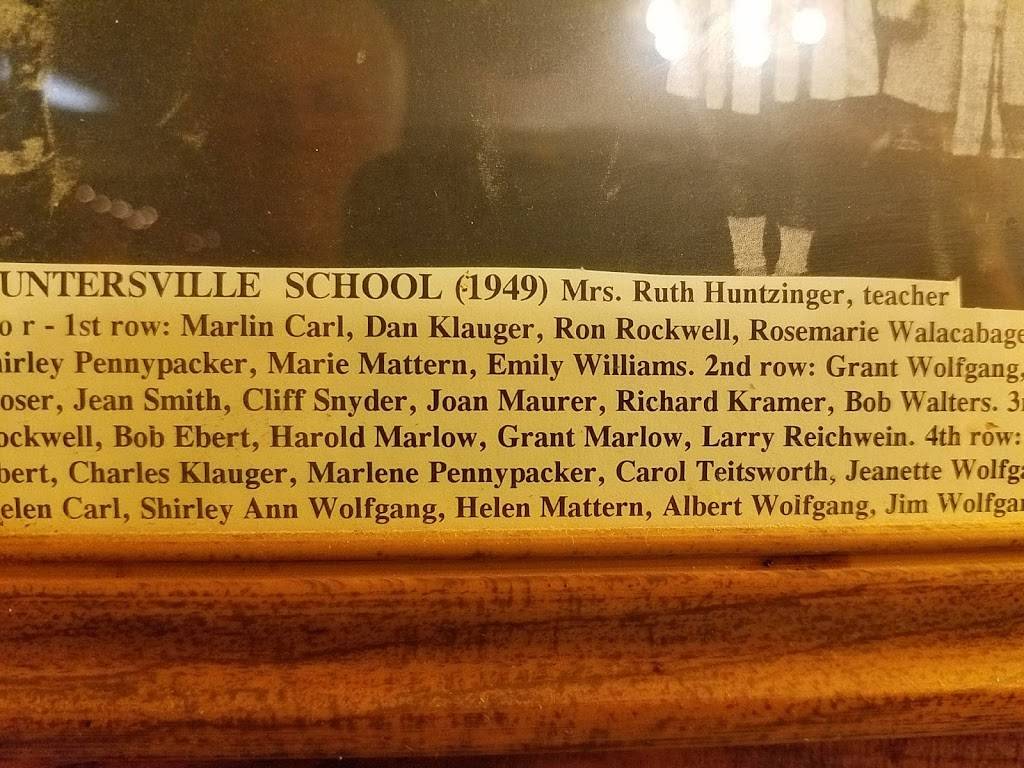 UNTERSVILLE SCHOOL (1949) Mrs. Ruth Huntzinger, teacher
o r - 1st row: Marlin Carl, Dan Klauger, Ron Rockwell, Rosemarie Walacabage
irley Pennypacker, Marie Mattern, Emily Williams. 2nd row: Grant Wolfgang,
oser, Jean Smith, Cliff Snyder, Joan Maurer, Richard Kramer, Bob Walters. 3
ockwell, Bob Ebert, Harold Marlow, Grant Marlow, Larry Reichwein. 4th row:
bert, Charles Klauger, Marlene Pennypacker, Carol Teitsworth, Jeanette Wolfga
elen Carl, Shirley Ann Wolfgang, Helen Mattern, Albert Wolfgang, Jim Wolfgan